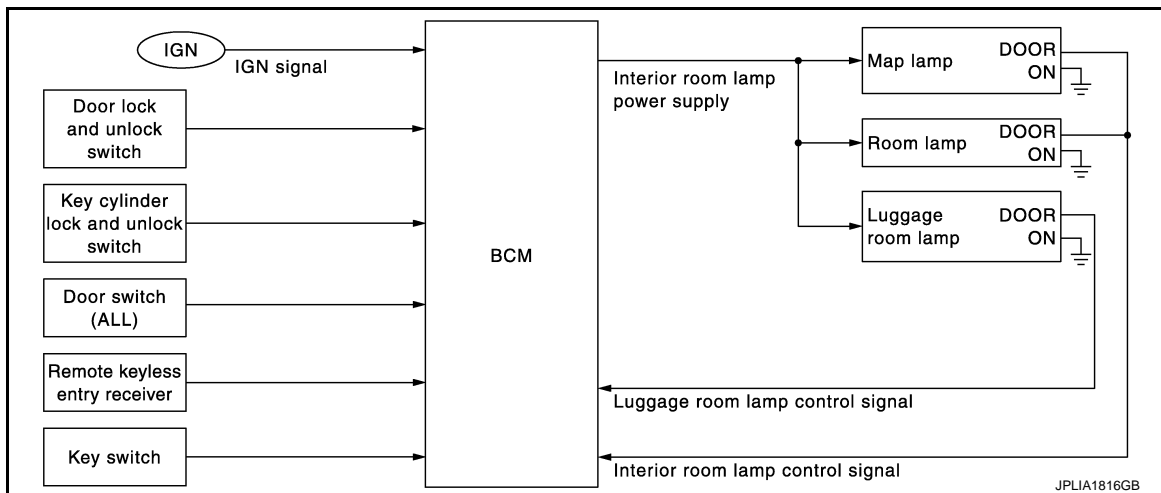 IGN
IGN signal
Door lock
and unlock
switch
Key cylinder
lock and unlock
switch
Door switch
(ALL)
Remote keyless
entry receiver
Key switch
BCM
Interior room lamp
power supply
Map lamp
DOOR
ON
Room lamp
DOOR
ON
Luggage
room lamp
DOOR
ON
Luggage room lamp control signal
Interior room lamp control signal
JPLIA1816GB